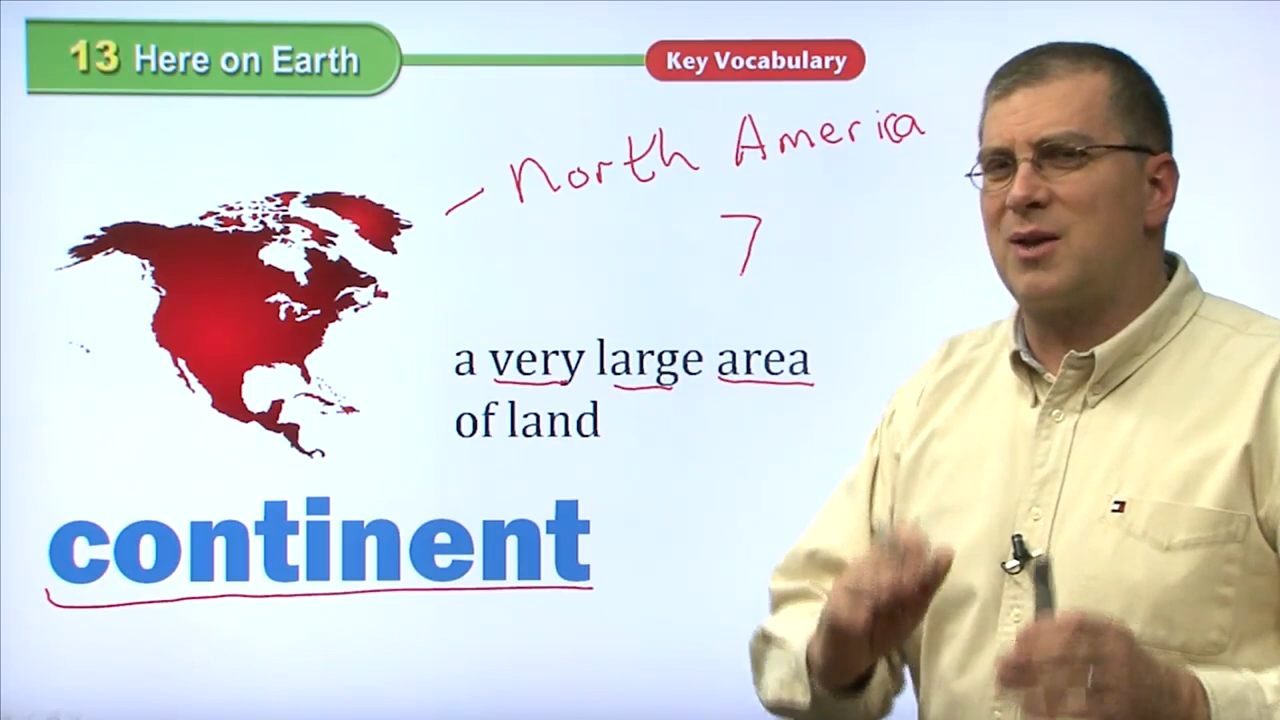 13 Here on Earth
Key Vocabulary
North America
7
a very large area
of land
continent